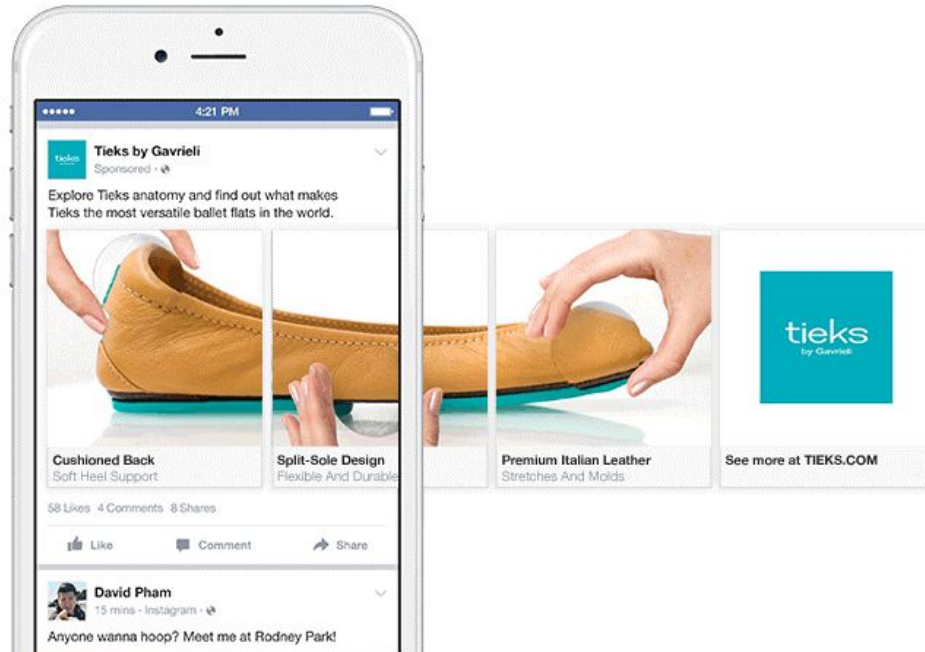 4:21 PM
tieks
Tieks by Gavrieli
Sponsored ·
Explore Tieks anatomy and find out what makes
Tieks the most versatile ballet flats in the world.
tieks
by Gavrieli
Cushioned Back
Soft Heel Support
Split-Sole Design
Flexible And Durable
Premium Italian Leather
Stretches And Molds
See more at TIEKS.COM
58 Likes 4 Comments 8 Shares
Like Comment Share
David Pham
15 mins · Instagram ·
Anyone wanna hoop? Meet me at Rodney Park!